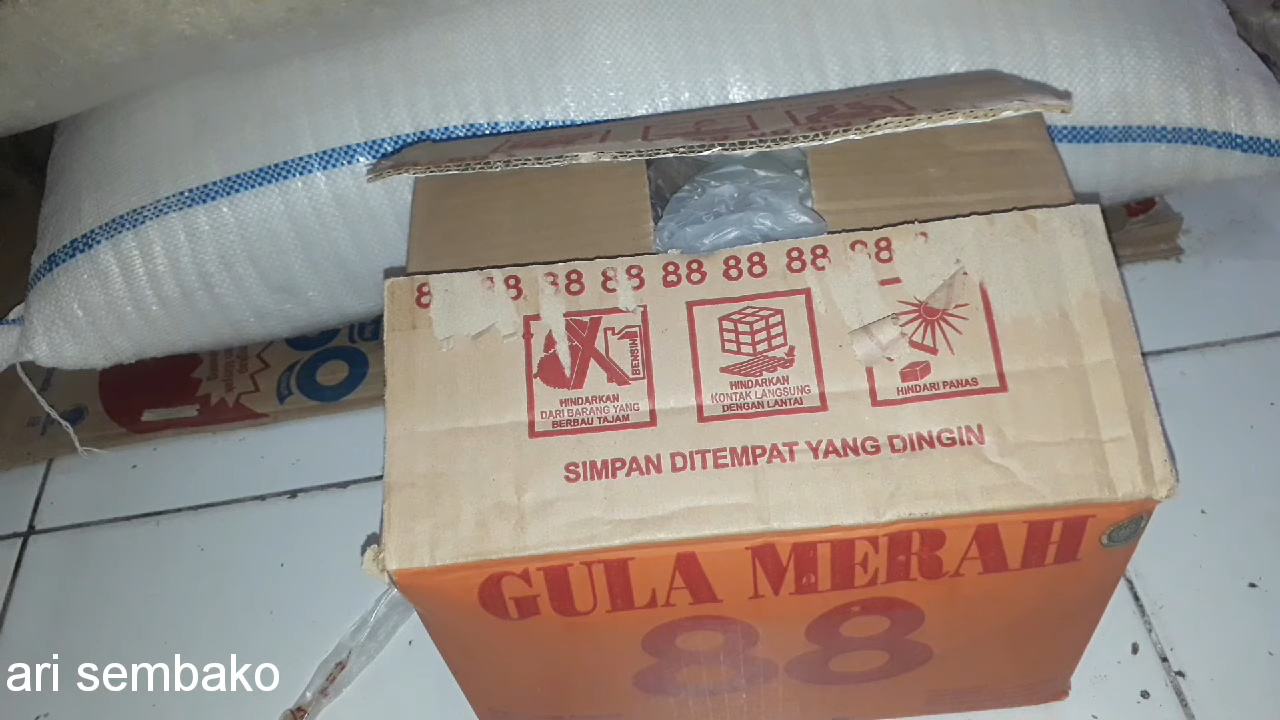 88 88 88 88 88 88 88
BENSIN
HINDARKAN
DARI BARANG YANG
BERBAU TAJAM
HINDARKAN
KONTAK LANGSUNG
DENGAN LANTAI
HINDARI PANAS
SIMPAN DITEMPAT YANG DINGIN
GULA MERAH
88
ari sembako